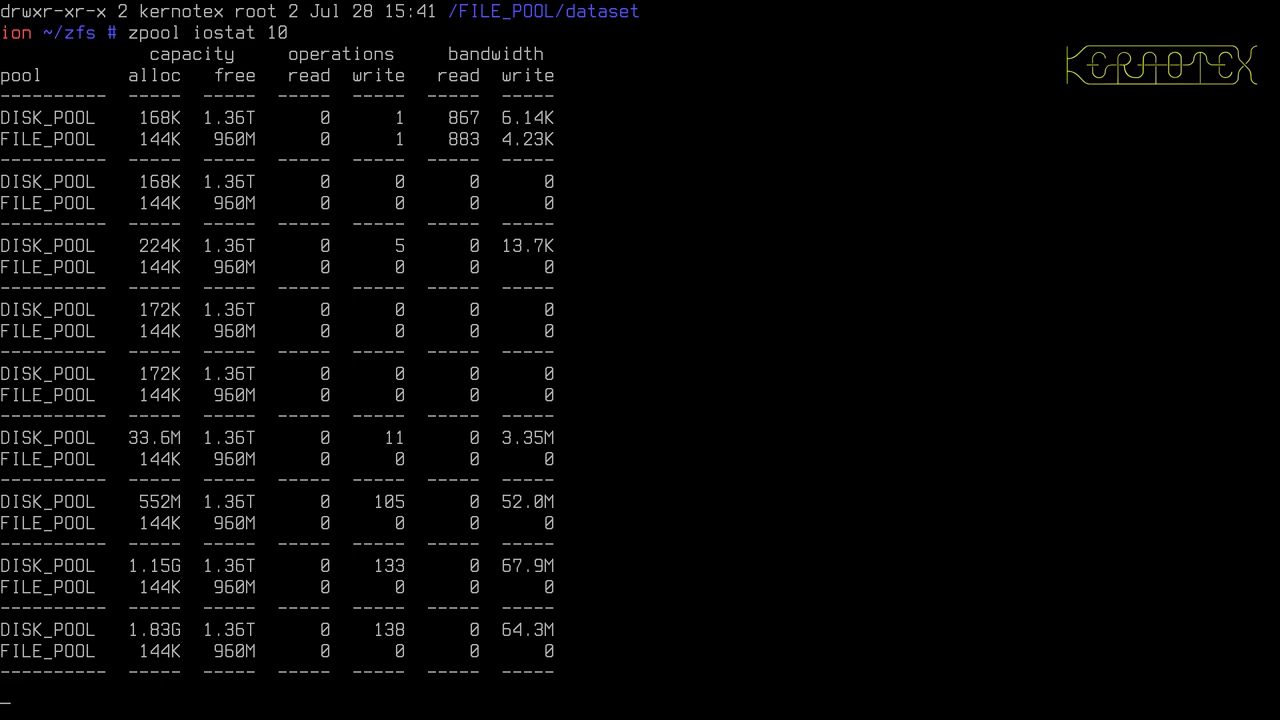 drwxr-xr-x 2 kernotex root 2 Jul 28 15:41 /FILE_POOL/dataset
ion ~/zfs # zpool iostat 10
              capacity     operations     bandwidth
pool        alloc   free   read  write   read  write
----------  -----  -----  -----  -----  -----  -----
DISK_POOL    168K  1.36T      0      1    867  6.14K
FILE_POOL    144K   960M      0      1    883  4.23K
----------  -----  -----  -----  -----  -----  -----
DISK_POOL    168K  1.36T      0      0      0      0
FILE_POOL    144K   960M      0      0      0      0
----------  -----  -----  -----  -----  -----  -----
DISK_POOL    224K  1.36T      0      5      0  13.7K
FILE_POOL    144K   960M      0      0      0      0
----------  -----  -----  -----  -----  -----  -----
DISK_POOL    172K  1.36T      0      0      0      0
FILE_POOL    144K   960M      0      0      0      0
----------  -----  -----  -----  -----  -----  -----
DISK_POOL    172K  1.36T      0      0      0      0
FILE_POOL    144K   960M      0      0      0      0
----------  -----  -----  -----  -----  -----  -----
DISK_POOL   33.6M  1.36T      0     11      0  3.35M
FILE_POOL    144K   960M      0      0      0      0
----------  -----  -----  -----  -----  -----  -----
DISK_POOL    552M  1.36T      0    105      0  52.0M
FILE_POOL    144K   960M      0      0      0      0
----------  -----  -----  -----  -----  -----  -----
DISK_POOL   1.15G  1.36T      0    133      0  67.9M
FILE_POOL    144K   960M      0      0      0      0
----------  -----  -----  -----  -----  -----  -----
DISK_POOL   1.83G  1.36T      0    138      0  64.3M
FILE_POOL    144K   960M      0      0      0      0
----------  -----  -----  -----  -----  -----  -----
KERNOTEX